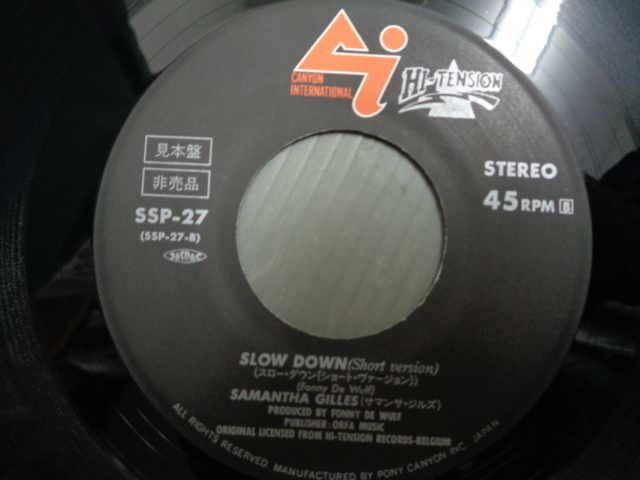 CANYON
INTERNATIONAL
HI-TENSION
見本盤
非売品
SSP-27
(SSP-27-B)
STEREO
45 RPM B
SLOW DOWN (Short version)
(スロー・ダウン[ショート・ヴァージョン])
(Fonny De Wulf)
SAMANTHA GILLES (サマンサ・ジルズ)
PRODUCED BY FONNY DE WULF
PUBLISHER: ORFA MUSIC
ORIGINAL LICENSED FROM HI-TENSION RECORDS-BELGIUM
ALL RIGHTS RESERVED. MANUFACTURED BY PONY CANYON INC. JAPAN